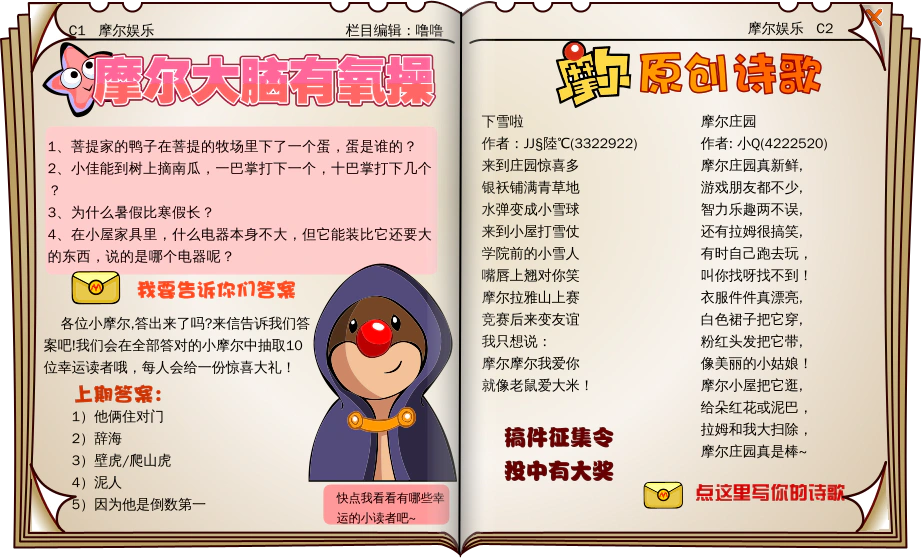 C1 摩尔娱乐
栏目编辑：噜噜
摩尔大脑有氧操
1、菩提家的鸭子在菩提的牧场里下了一个蛋，蛋是谁的？
2、小佳能到树上摘南瓜，一巴掌打下一个，十巴掌打下几个
？
3、为什么暑假比寒假长？
4、在小屋家具里，什么电器本身不大，但它能装比它还要大
的东西，说的是哪个电器呢？
我要告诉你们答案
各位小摩尔,答出来了吗?来信告诉我们答
案吧!我们会在全部答对的小摩尔中抽取10
位幸运读者哦，每人会给一份惊喜大礼！
上期答案:
1）他俩住对门
2）辞海
3）壁虎/爬山虎
4）泥人
5）因为他是倒数第一
快点我看看有哪些幸
运的小读者吧~
摩尔娱乐 C2
摩尔 原创诗歌
下雪啦
作者：JJ§陸℃(3322922)
来到庄园惊喜多
银袄铺满青草地
水弹变成小雪球
来到小屋打雪仗
学院前的小雪人
嘴唇上翘对你笑
摩尔拉雅山上赛
竞赛后来变友谊
我只想说：
摩尔摩尔我爱你
就像老鼠爱大米！
稿件征集令
投中有大奖
摩尔庄园
作者: 小Q(4222520)
摩尔庄园真新鲜,
游戏朋友都不少,
智力乐趣两不误,
还有拉姆很搞笑,
有时自己跑去玩，
叫你找呀找不到！
衣服件件真漂亮,
白色裙子把它穿,
粉红头发把它带,
像美丽的小姑娘！
摩尔小屋把它逛,
给朵红花或泥巴，
拉姆和我大扫除，
摩尔庄园真是棒~
点这里写你的诗歌